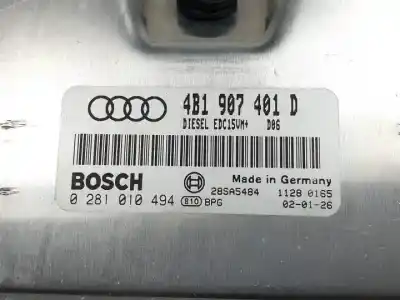 4B1 907 401 D
DIESEL EDC15VM+ D06
BOSCH
Made in Germany
28SA5484 1128 0165
0 281 010 494 E10 BPG 02-01-26